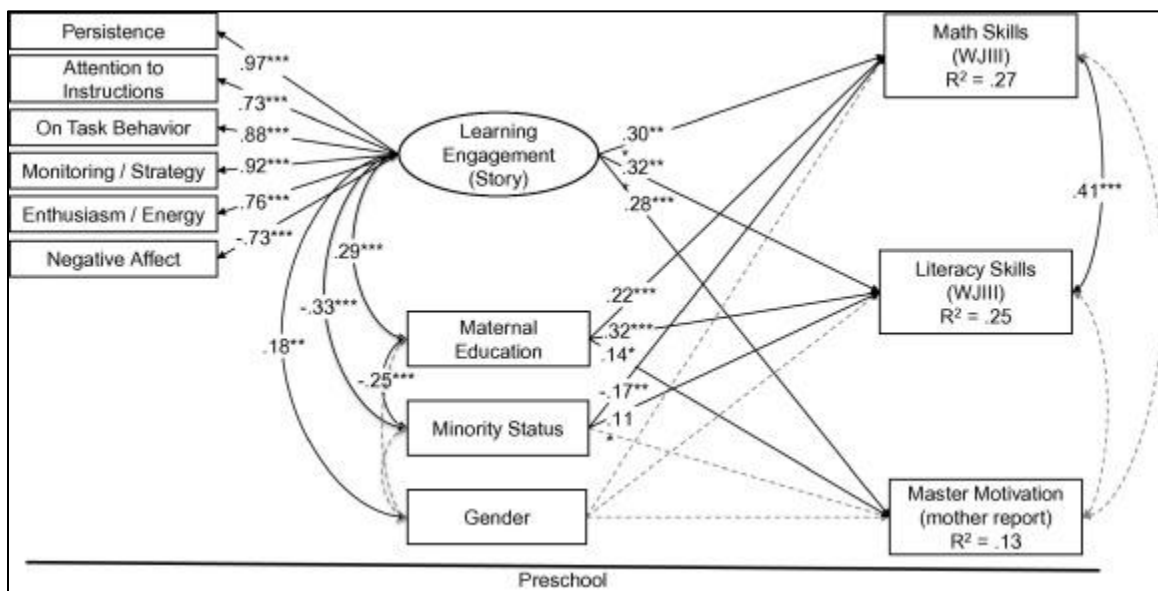 Persistence
Attention to
Instructions
On Task Behavior
Monitoring / Strategy
Enthusiasm / Energy
Negative Affect
.97***
.73***
.88***
.92***
.76***
-.73***
Learning
Engagement
(Story)
.29***
-.33***
.18**
-.25***
Maternal
Education
Minority Status
Gender
.30**
*
.32**
*
.28***
.22***
.32***
.14*
-.17**
.11
*
Math Skills
(WJIII)
R² = .27
.41***
Literacy Skills
(WJIII)
R² = .25
Master Motivation
(mother report)
R² = .13
Preschool